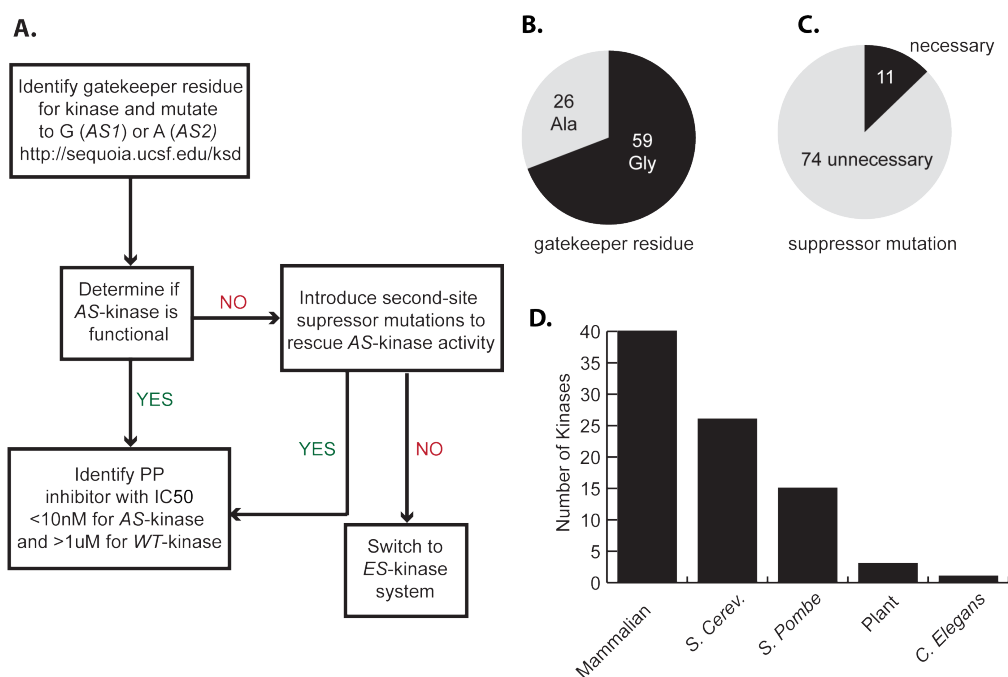 A.
Identify gatekeeper residue
for kinase and mutate
to G (AS1) or A (AS2)
http://sequoia.ucsf.edu/ksd
Determine if
AS-kinase is
functional
NO
Introduce second-site
supressor mutations to
rescue AS-kinase activity
YES
YES
NO
Identify PP
inhibitor with IC50
<10nM for AS-kinase
and >1uM for WT-kinase
Switch to
ES-kinase
system
B.
26
Ala
59
Gly
gatekeeper residue
C.
necessary
11
74 unnecessary
suppressor mutation
D.
Number of Kinases
40
35
30
25
20
15
10
5
0
Mammalian
S. Cerev.
S. Pombe
Plant
C. Elegans